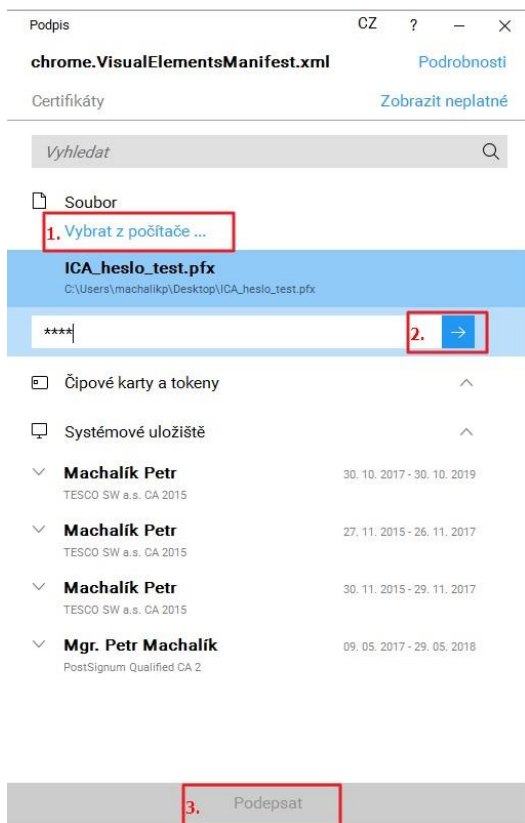 Podpis CZ ? – ×
chrome.VisualElementsManifest.xml Podrobnosti
Certifikáty Zobrazit neplatné
Vyhledat
Soubor
1. Vybrat z počítače ...
ICA_heslo_test.pfx
C:\Users\machalikp\Desktop\ICA_heslo_test.pfx
**** 2. →
Čipové karty a tokeny
Systémové uložiště
Machalík Petr 30. 10. 2017 - 30. 10. 2019
TESCO SW a.s. CA 2015
Machalík Petr 27. 11. 2015 - 26. 11. 2017
TESCO SW a.s. CA 2015
Machalík Petr 30. 11. 2015 - 29. 11. 2017
TESCO SW a.s. CA 2015
Mgr. Petr Machalík 09. 05. 2017 - 29. 05. 2018
PostSignum Qualified CA 2
3. Podepsat